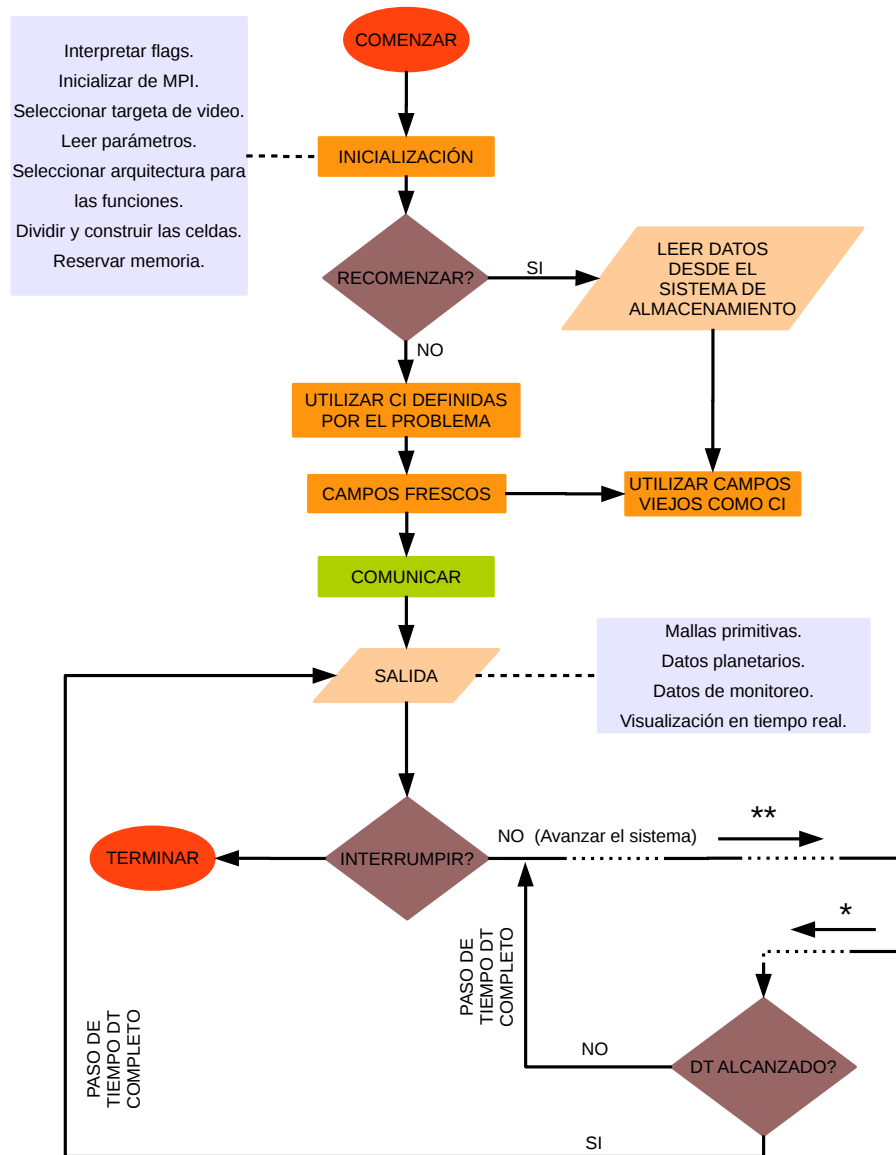 COMENZAR
Interpretar flags.
Inicializar de MPI.
Seleccionar targeta de video.
Leer parámetros.
Seleccionar arquitectura para
las funciones.
Dividir y construir las celdas.
Reservar memoria.
INICIALIZACIÓN
RECOMENZAR?
SI
LEER DATOS
DESDE EL
SISTEMA DE
ALMACENAMIENTO
NO
UTILIZAR CI DEFINIDAS
POR EL PROBLEMA
CAMPOS FRESCOS
UTILIZAR CAMPOS
VIEJOS COMO CI
COMUNICAR
SALIDA
Mallas primitivas.
Datos planetarios.
Datos de monitoreo.
Visualización en tiempo real.
TERMINAR
INTERRUMPIR?
NO (Avanzar el sistema)
**
*
PASO DE
TIEMPO DT
COMPLETO
PASO DE
TIEMPO DT
COMPLETO
NO
DT ALCANZADO?
SI